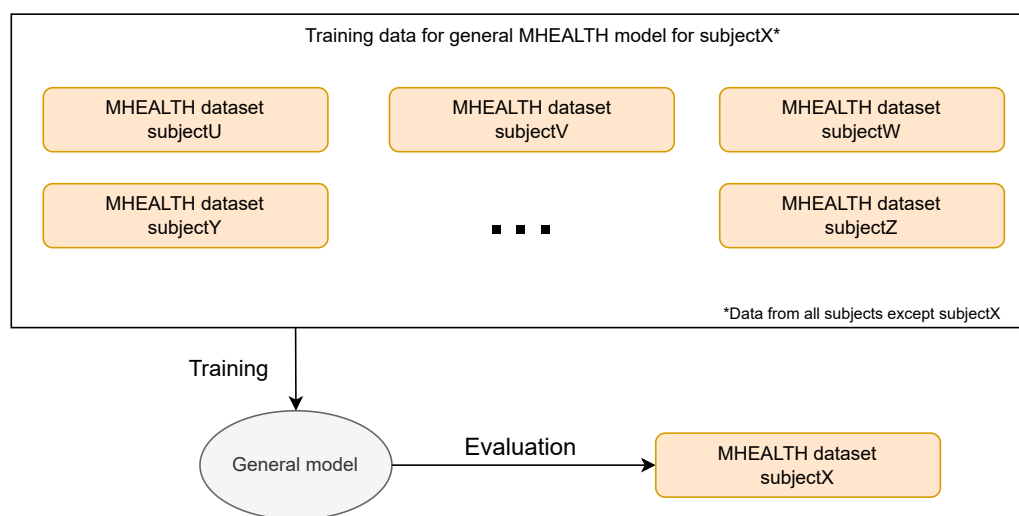 Training data for general MHEALTH model for subjectX*
MHEALTH dataset
subjectU
MHEALTH dataset
subjectV
MHEALTH dataset
subjectW
MHEALTH dataset
subjectY
MHEALTH dataset
subjectZ
*Data from all subjects except subjectX
Training
General model
Evaluation
MHEALTH dataset
subjectX